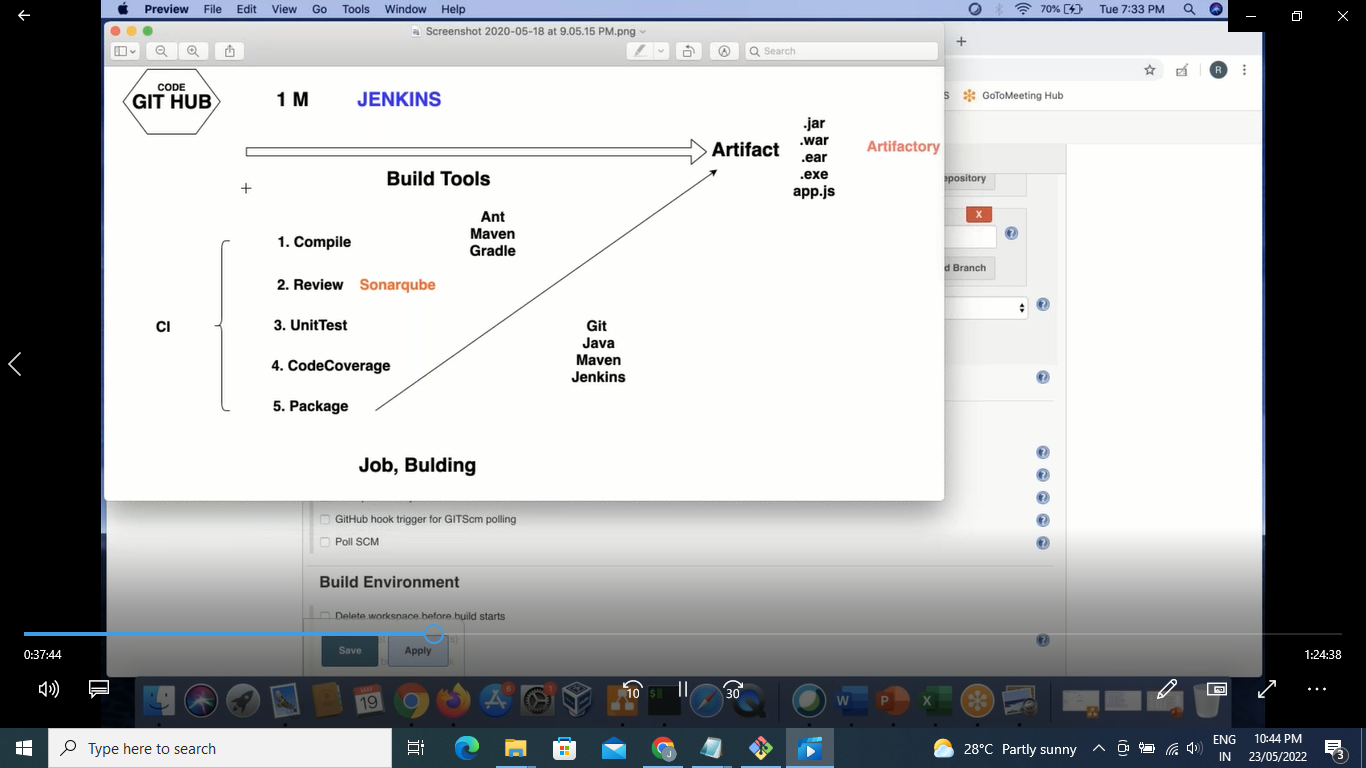 Preview File Edit View Go Tools Window Help
70% Tue 7:33 PM
Screenshot 2020-05-18 at 9.05.15 PM.png
Search
R
S GoToMeeting Hub
CODE
GIT HUB
1 M JENKINS
Artifact
.jar
.war
.ear
.exe
app.js
Artifactory
Build Tools
Ant
Maven
Gradle
CI
1. Compile
2. Review Sonarqube
3. UnitTest
4. CodeCoverage
5. Package
Git
Java
Maven
Jenkins
Job, Bulding
epository
X
d Branch
GitHub hook trigger for GITScm polling
Poll SCM
Build Environment
Delete workspace before build starts
Save Apply
0:37:44 1:24:38
10 30
MAY
19
6
1
Type here to search
28°C Partly sunny
ENG
IN
10:44 PM
23/05/2022
3